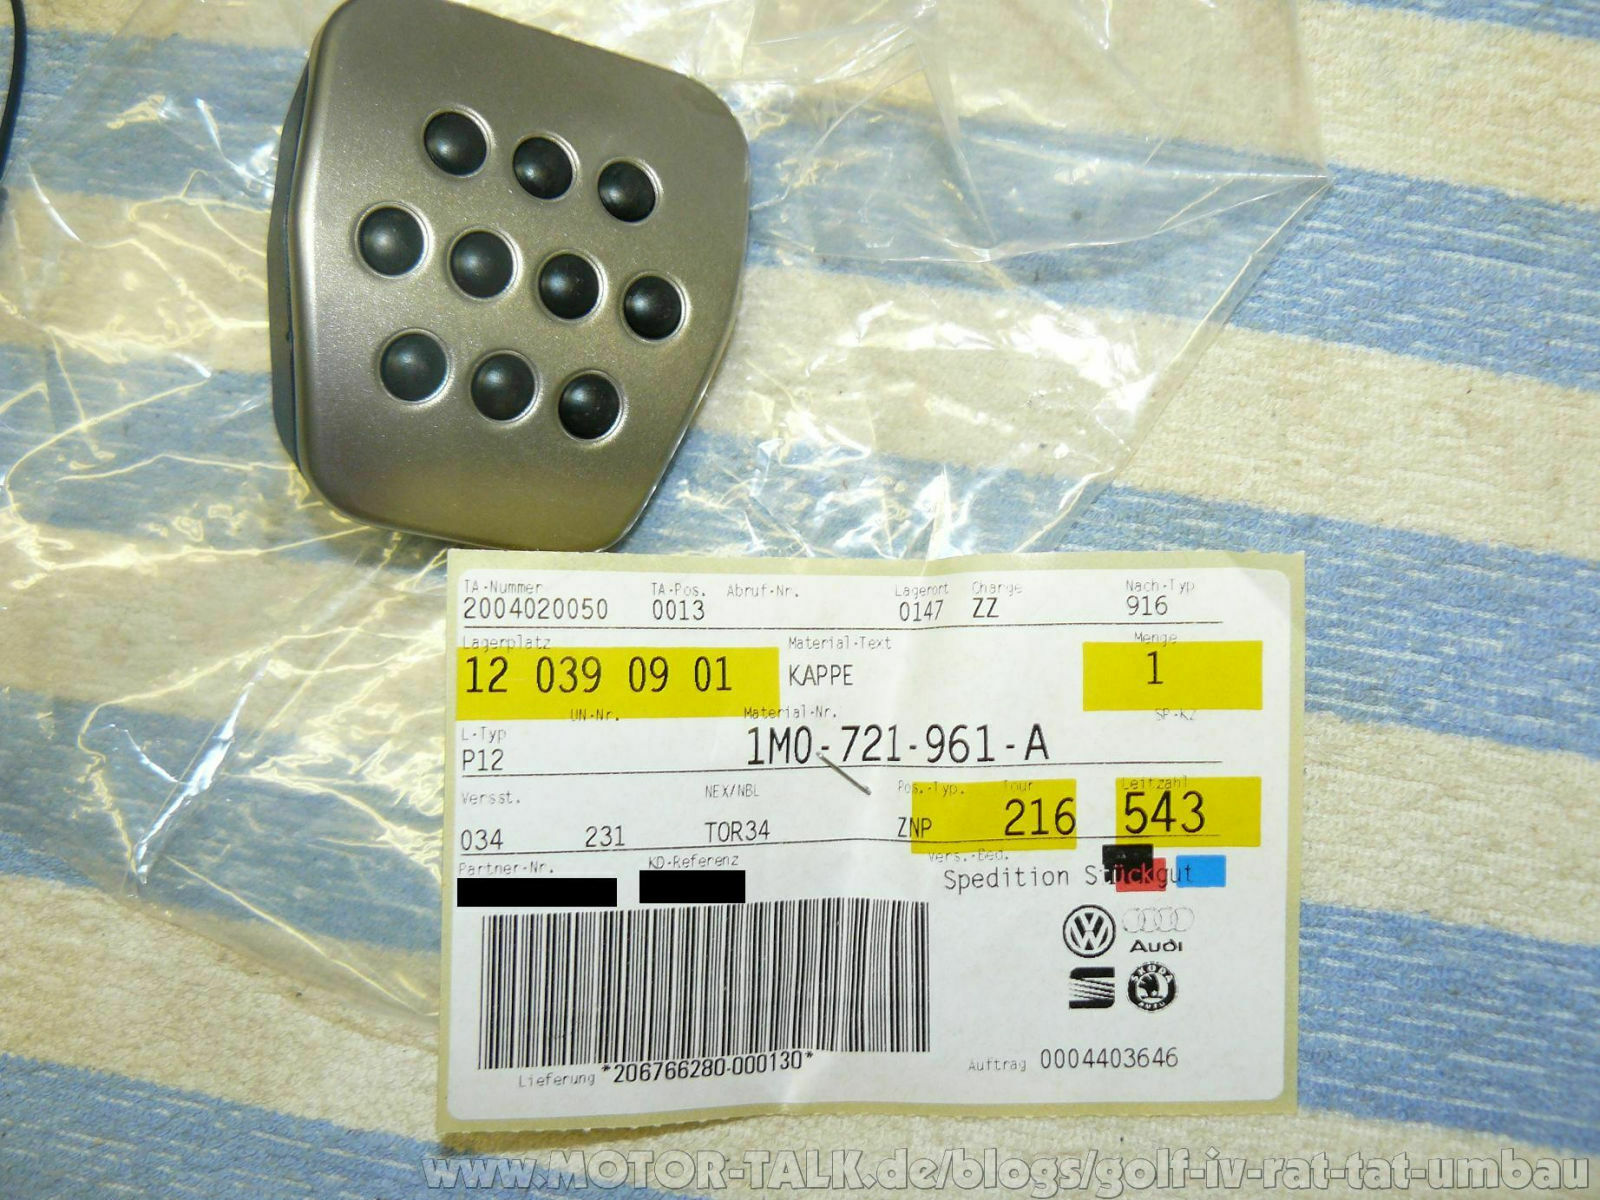 TA-Nummer TA-Pos. Abruf-Nr. Lagerort Charge Nach-Typ
2004020050 0013 0147 ZZ 916
Lagerplatz Material-Text Menge
12 039 09 01 KAPPE 1
UN-Nr. Material-Nr. SP-KZ
L-Typ
P12 1M0-721-961-A
Versst. NEX/NBL Pos.-Typ. Tour Leitzahl
034 231 TOR34 ZNP 216 543
Partner-Nr. KD-Referenz Vers.-Bed.
Spedition Stückgut
Audi
SKODA
AUTO
Lieferung *206766280-000130* Auftrag 0004403646
www.MOTOR-TALK.de/blogs/golf-iv-rat-tat-umbau